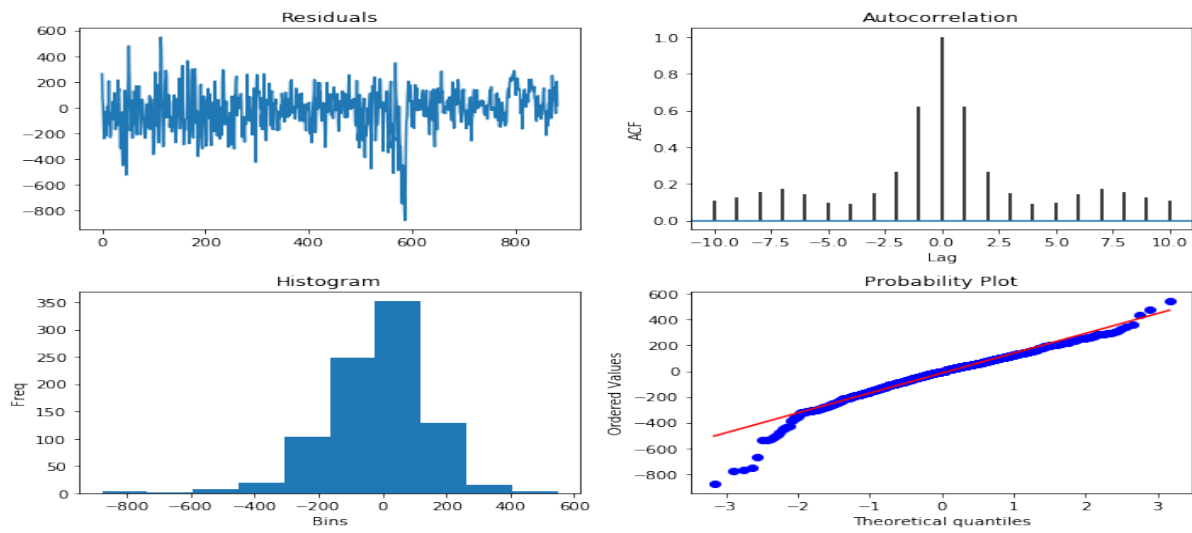 Residuals
600
400
200
0
−200
−400
−600
−800
0 200 400 600 800
Autocorrelation
1.0
0.8
0.6
0.4
0.2
0.0
ACF
−10.0 −7.5 −5.0 −2.5 0.0 2.5 5.0 7.5 10.0
Lag
Histogram
350
300
250
200
150
100
50
0
Freq
−800 −600 −400 −200 0 200 400 600
Bins
Probability Plot
600
400
200
0
−200
−400
−600
−800
Ordered Values
−3 −2 −1 0 1 2 3
Theoretical quantiles